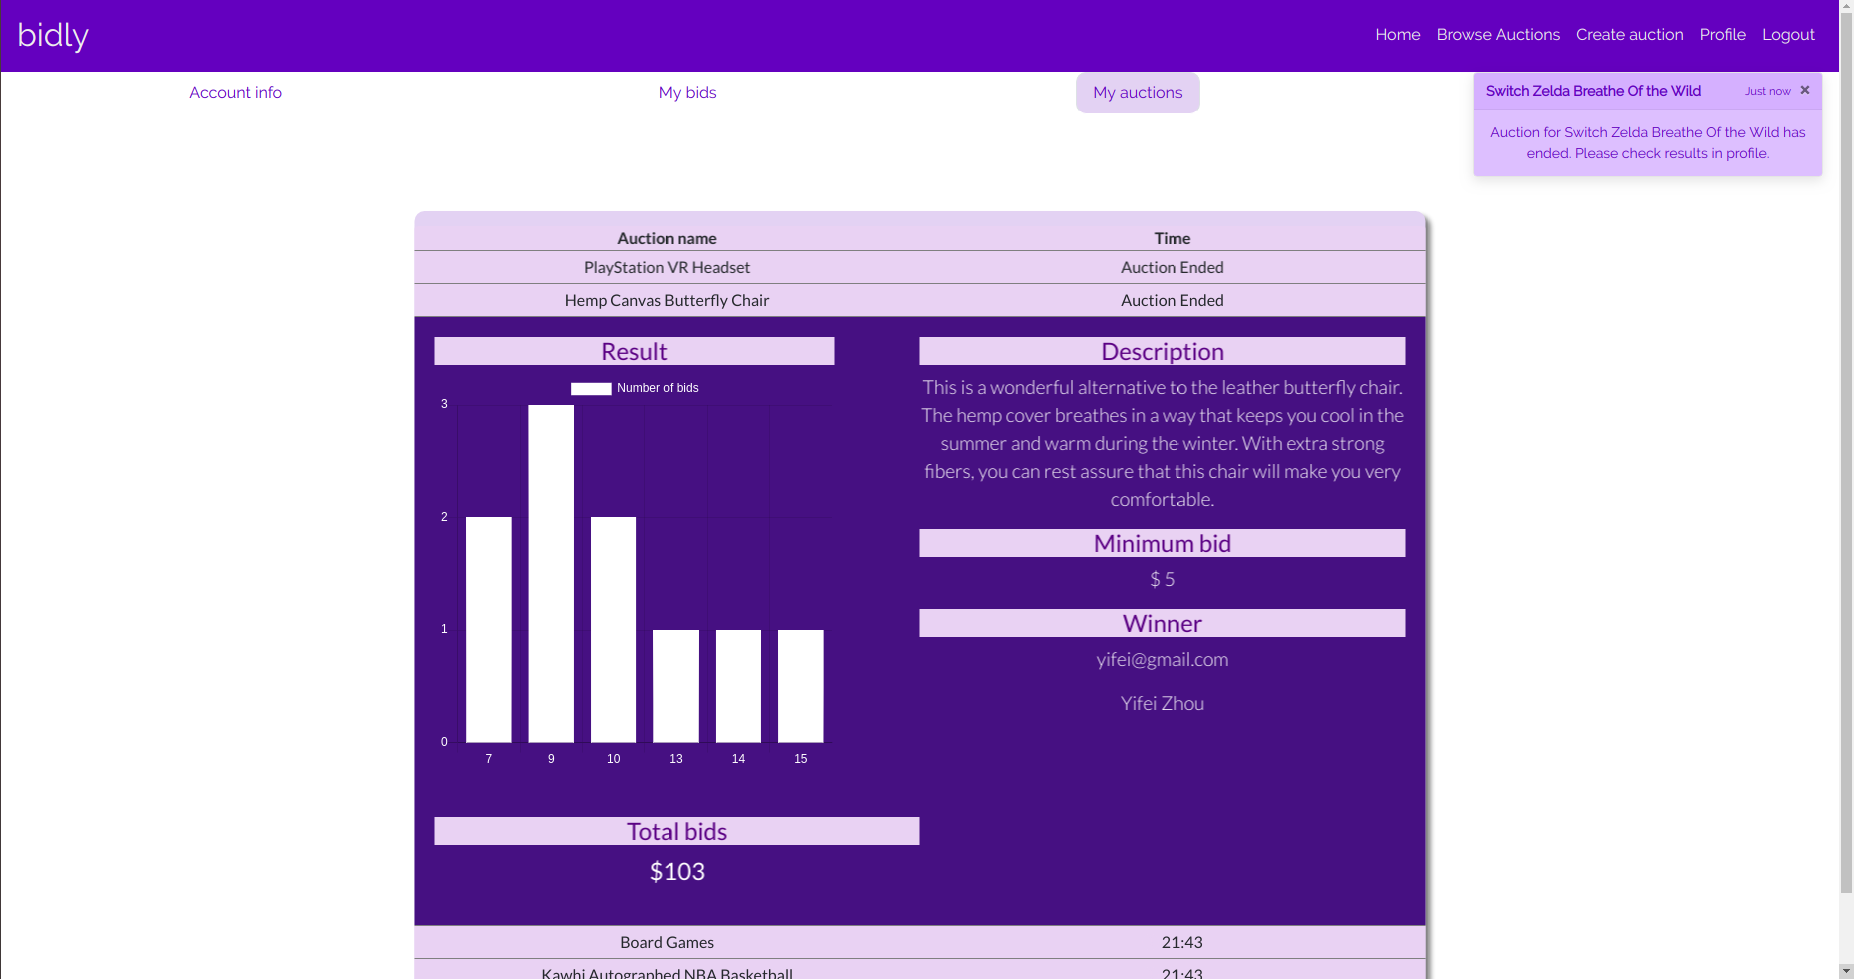 bidly
Home Browse Auctions Create auction Profile Logout
Account info My bids My auctions
Switch Zelda Breathe Of the Wild Just now ×
Auction for Switch Zelda Breathe Of the Wild has
ended. Please check results in profile.
Auction name Time
PlayStation VR Headset Auction Ended
Hemp Canvas Butterfly Chair Auction Ended
Result
Number of bids
3
2
1
0
7 9 10 13 14 15
Total bids
$103
Description
This is a wonderful alternative to the leather butterfly chair.
The hemp cover breathes in a way that keeps you cool in the
summer and warm during the winter. With extra strong
fibers, you can rest assure that this chair will make you very
comfortable.
Minimum bid
$ 5
Winner
yifei@gmail.com
Yifei Zhou
Board Games 21:43
Kawhi Autographed NBA Basketball 21:43